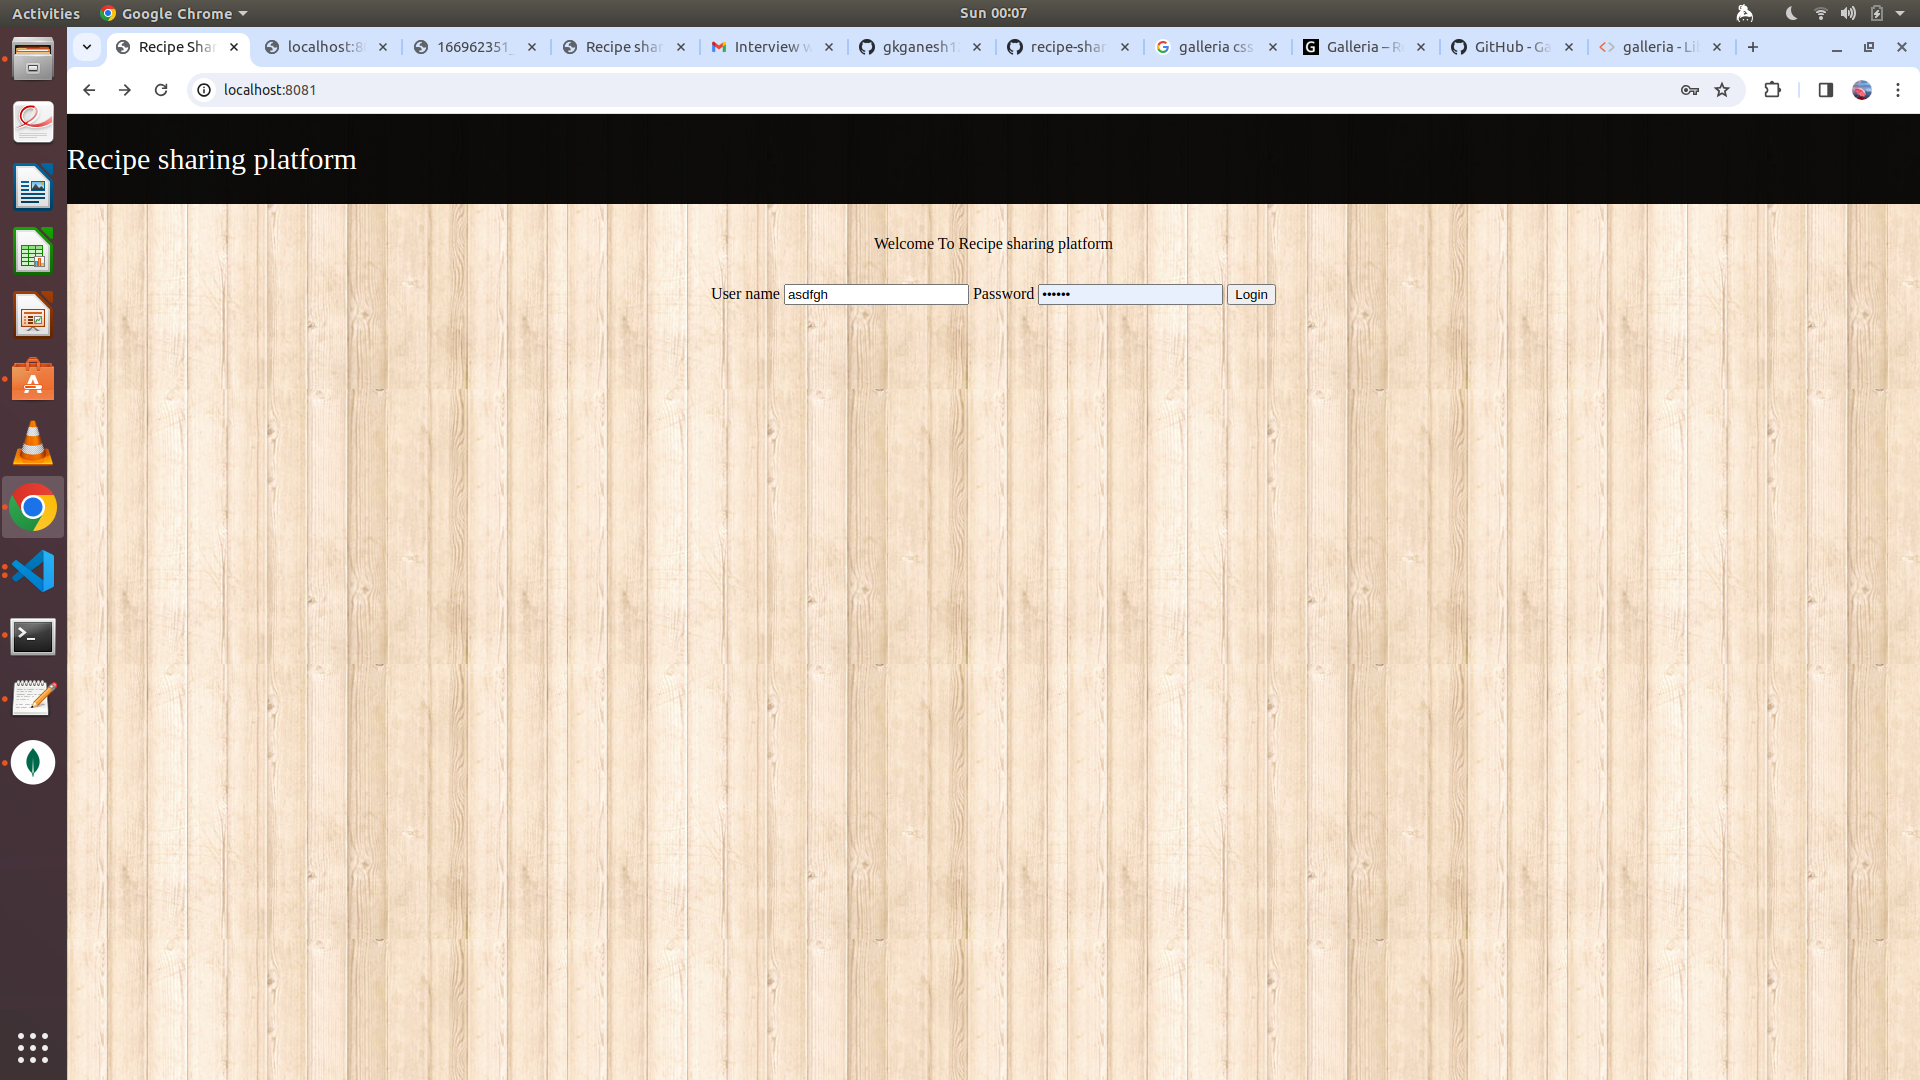 Activities Google Chrome Sun 00:07
Recipe Shar localhost:8 166962351_ Recipe shar Interview w gkganesh1 recipe-shar galleria css Galleria – R GitHub - Ga galleria - Li
localhost:8081
Recipe sharing platform
Welcome To Recipe sharing platform
User name asdfgh Password •••••• Login